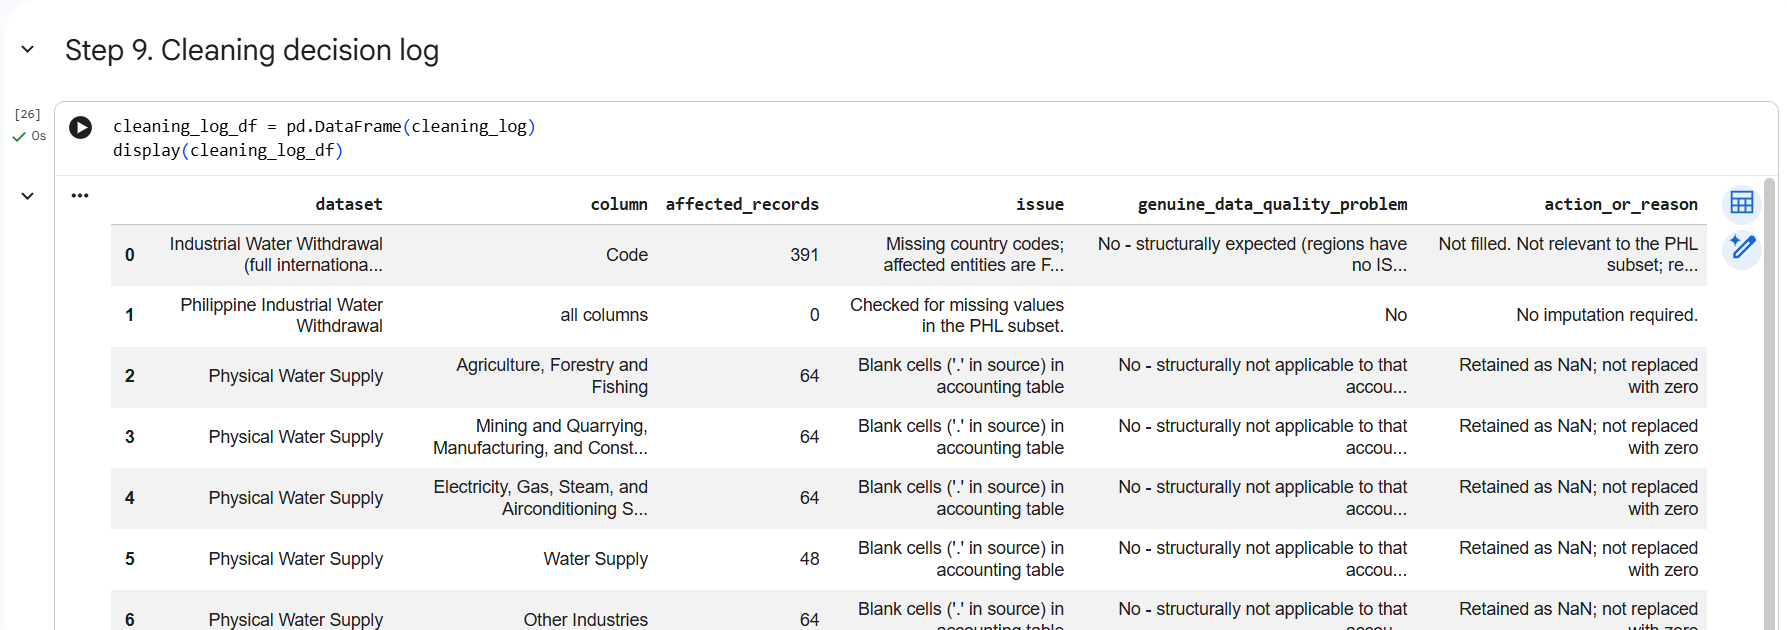 Step 9. Cleaning decision log
[26]
0s
cleaning_log_df = pd.DataFrame(cleaning_log)
display(cleaning_log_df)
dataset column affected_records issue genuine_data_quality_problem action_or_reason
0 Industrial Water Withdrawal (full internationa... Code 391 Missing country codes; affected entities are F... No - structurally expected (regions have no IS... Not filled. Not relevant to the PHL subset; re...
1 Philippine Industrial Water Withdrawal all columns 0 Checked for missing values in the PHL subset. No No imputation required.
2 Physical Water Supply Agriculture, Forestry and Fishing 64 Blank cells ('.' in source) in accounting table No - structurally not applicable to that accou... Retained as NaN; not replaced with zero
3 Physical Water Supply Mining and Quarrying, Manufacturing, and Const... 64 Blank cells ('.' in source) in accounting table No - structurally not applicable to that accou... Retained as NaN; not replaced with zero
4 Physical Water Supply Electricity, Gas, Steam, and Airconditioning S... 64 Blank cells ('.' in source) in accounting table No - structurally not applicable to that accou... Retained as NaN; not replaced with zero
5 Physical Water Supply Water Supply 48 Blank cells ('.' in source) in accounting table No - structurally not applicable to that accou... Retained as NaN; not replaced with zero
6 Physical Water Supply Other Industries 64 Blank cells ('.' in source) in accounting table No - structurally not applicable to that accou... Retained as NaN; not replaced with zero